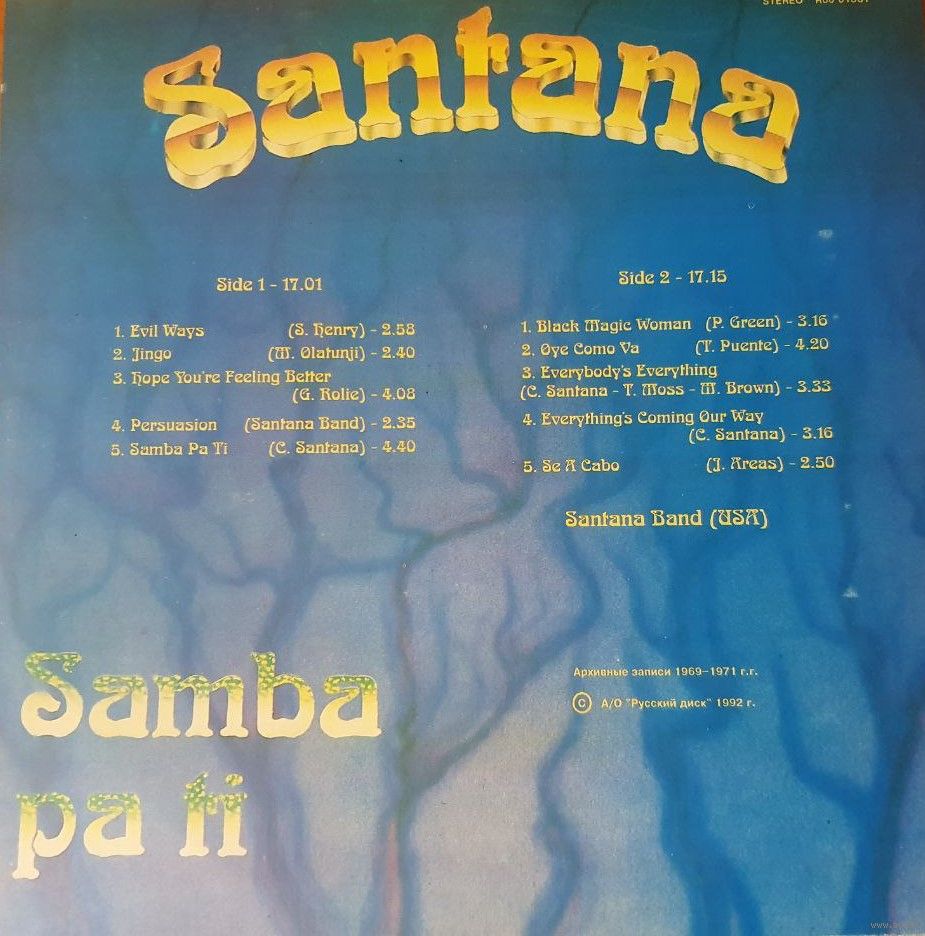 STEREO
Santana
Side 1 - 17.01
1. Evil Ways (S. Henry) - 2.58
2. Jingo (M. Olatunji) - 2.40
3. Hope You're Feeling Better
(G. Rolie) - 4.08
4. Persuasion (Santana Band) - 2.35
5. Samba Pa Ti (C. Santana) - 4.40
Side 2 - 17.15
1. Black Magic Woman (P. Green) - 3.16
2. Oye Como Va (T. Puente) - 4.20
3. Everybody's Everything
(C. Santana - T. Moss - M. Brown) - 3.33
4. Everything's Coming Our Way
(C. Santana) - 3.16
5. Se A Cabo (J. Areas) - 2.50
Santana Band (USA)
Samba
pa ti
Архивные записи 1969–1971 г.г.
© А/О "Русский диск" 1992 г.